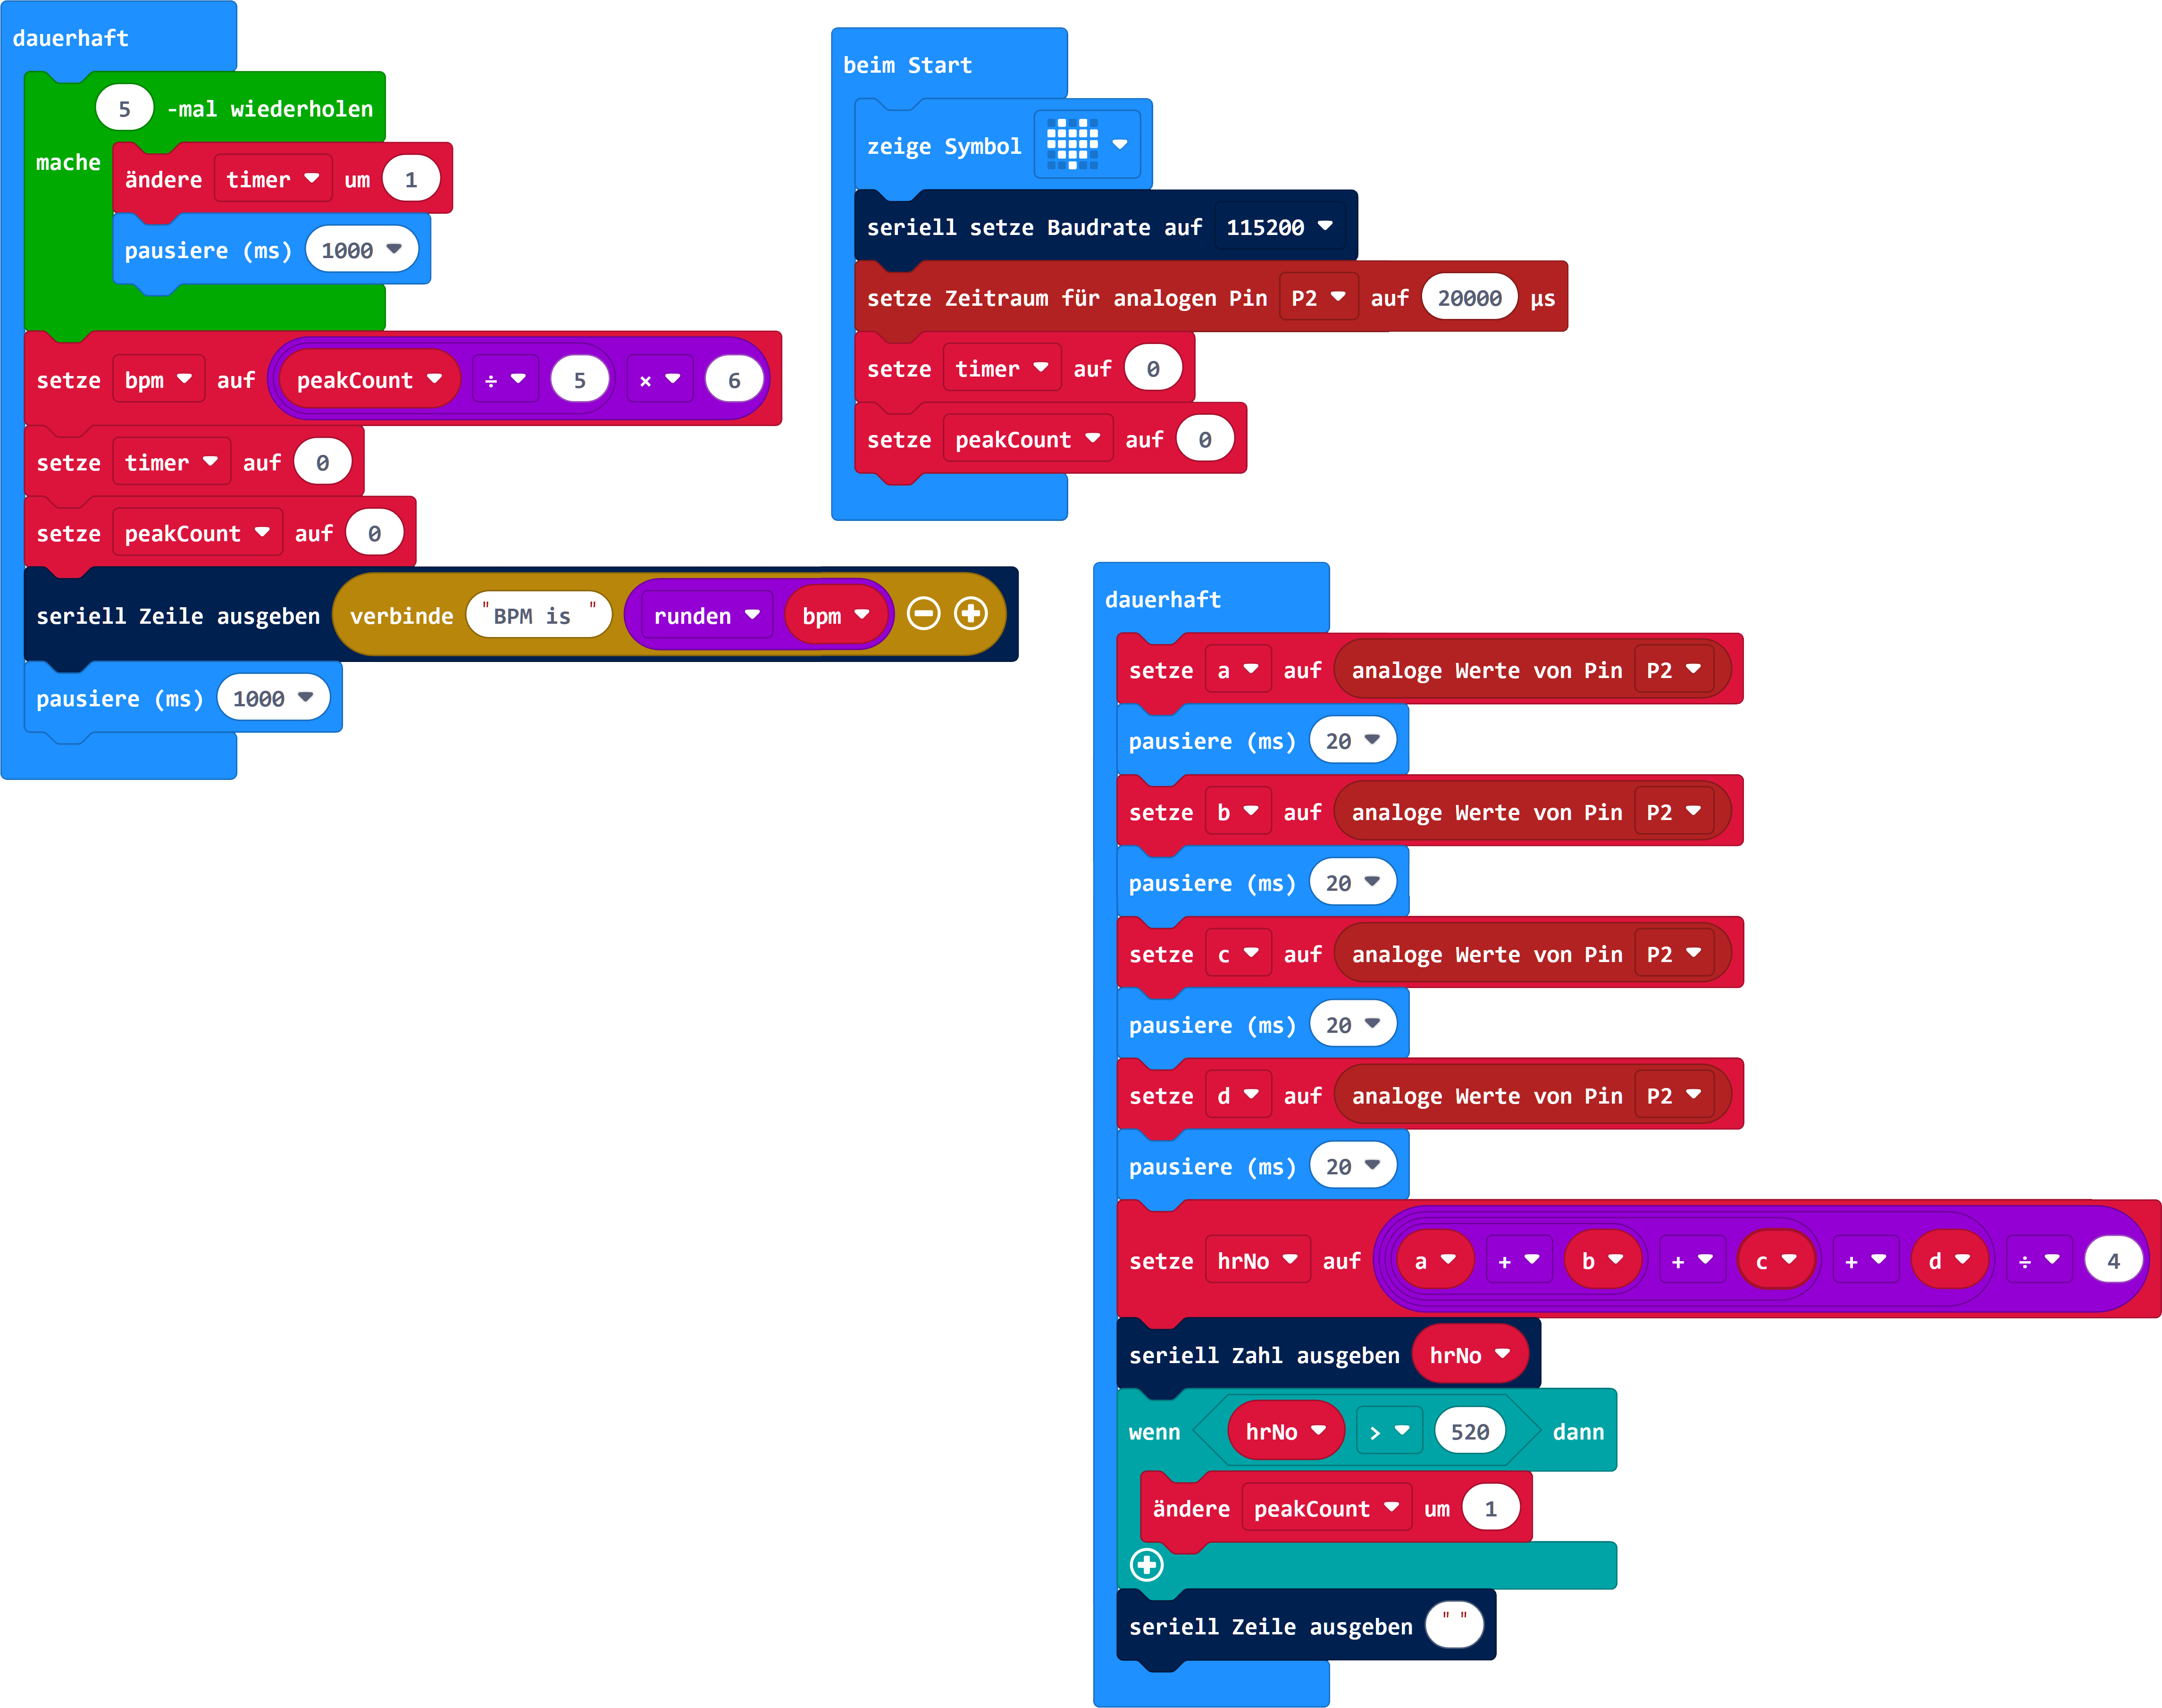 dauerhaft
5 -mal wiederholen
mache
ändere timer um 1
pausiere (ms) 1000
setze bpm auf peakCount ÷ 5 × 6
setze timer auf 0
setze peakCount auf 0
seriell Zeile ausgeben verbinde "BPM is " runden bpm
pausiere (ms) 1000
beim Start
zeige Symbol
seriell setze Baudrate auf 115200
setze Zeitraum für analogen Pin P2 auf 20000 µs
setze timer auf 0
setze peakCount auf 0
dauerhaft
setze a auf analoge Werte von Pin P2
pausiere (ms) 20
setze b auf analoge Werte von Pin P2
pausiere (ms) 20
setze c auf analoge Werte von Pin P2
pausiere (ms) 20
setze d auf analoge Werte von Pin P2
pausiere (ms) 20
setze hrNo auf a + b + c + d ÷ 4
seriell Zahl ausgeben hrNo
wenn hrNo > 520 dann
ändere peakCount um 1
seriell Zeile ausgeben " "